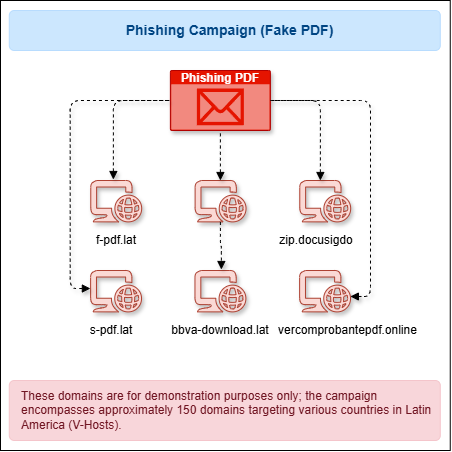 Phishing Campaign (Fake PDF)
Phishing PDF
f-pdf.lat
zip.docusigdo
s-pdf.lat
bbva-download.lat
vercomprobantepdf.online
These domains are for demonstration purposes only; the campaign
encompasses approximately 150 domains targeting various countries in Latin
America (V-Hosts).